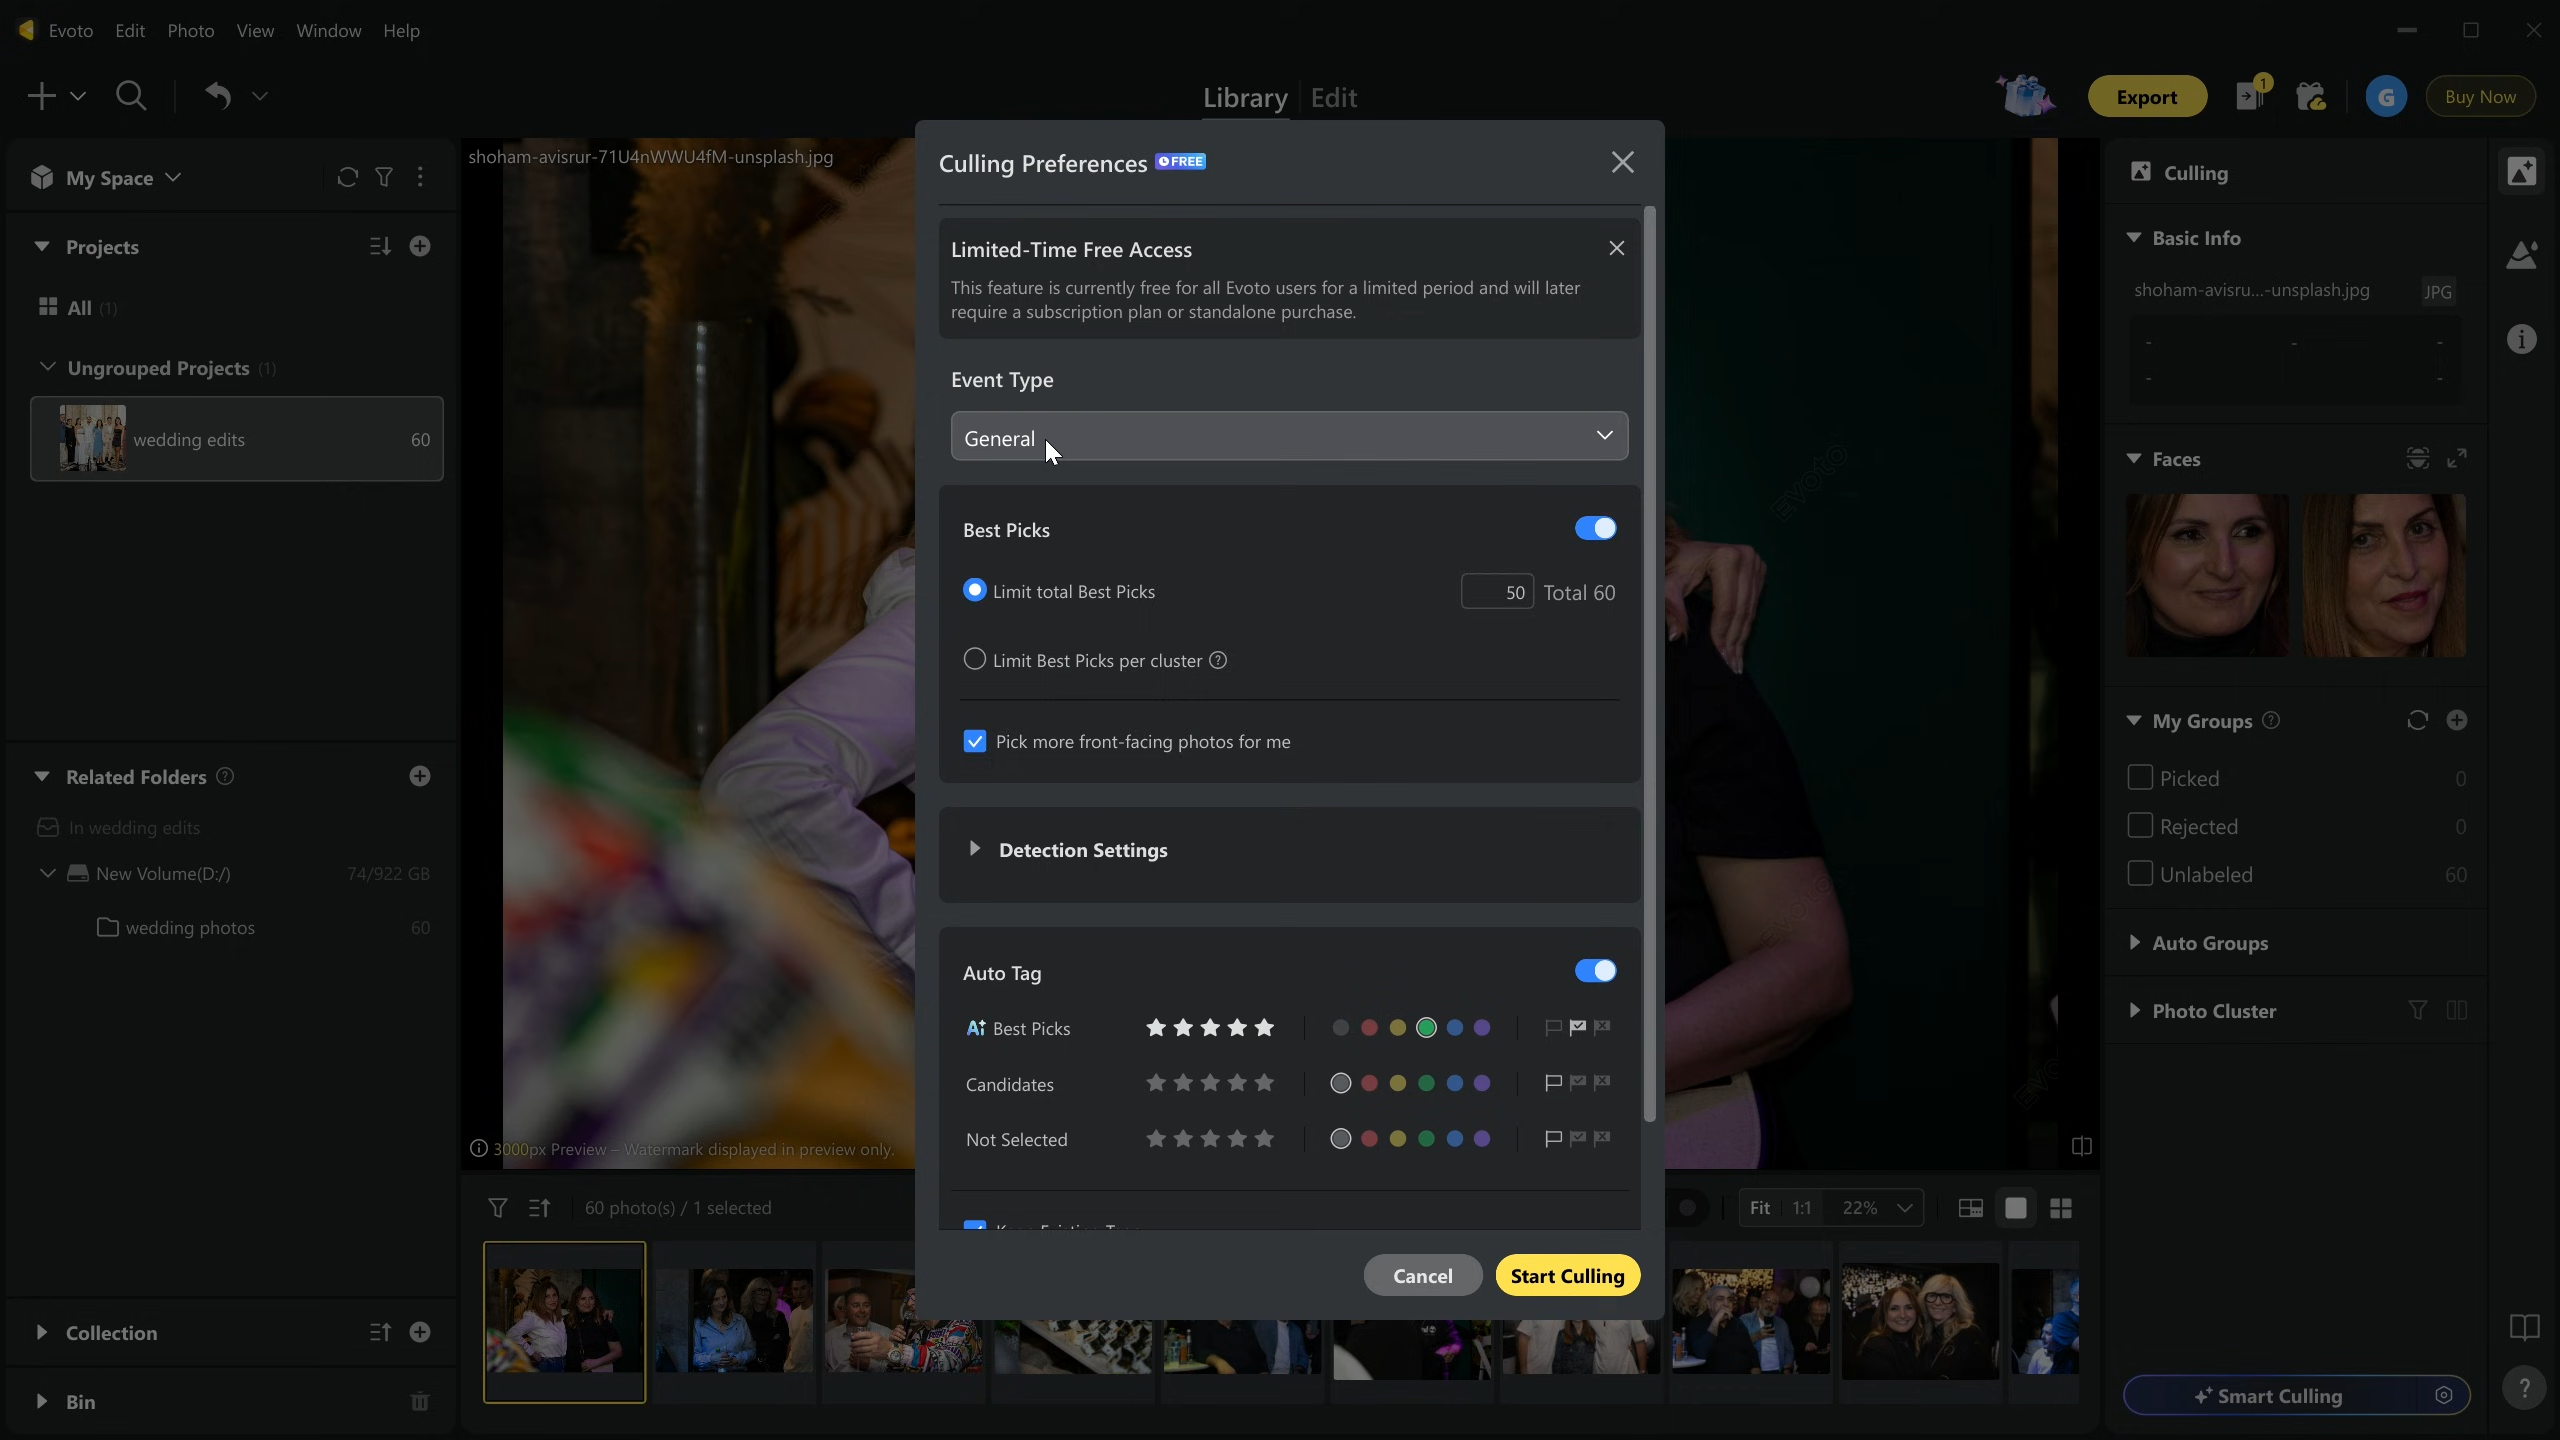 Evoto Edit Photo View Window Help
Library Edit
Export
1
G
Buy Now
My Space
Projects
All (1)
Ungrouped Projects (1)
wedding edits 60
Related Folders
In wedding edits
New Volume(D:/) 74/922 GB
wedding photos 60
Collection
Bin
shoham-avisrur-71U4nWWU4fM-unsplash.jpg
3000px Preview – Watermark displayed in preview only.
60 photo(s) / 1 selected
Fit 1:1 22%
Culling Preferences FREE
Limited-Time Free Access
This feature is currently free for all Evoto users for a limited period and will later
require a subscription plan or standalone purchase.
Event Type
General
Best Picks
Limit total Best Picks 50 Total 60
Limit Best Picks per cluster
Pick more front-facing photos for me
Detection Settings
Auto Tag
Ai Best Picks
Candidates
Not Selected
Cancel Start Culling
EVOTO
EVOTO
Culling
Basic Info
shoham-avisru...-unsplash.jpg JPG
- - -
- -
Faces
My Groups
Picked 0
Rejected 0
Unlabeled 60
Auto Groups
Photo Cluster
Smart Culling